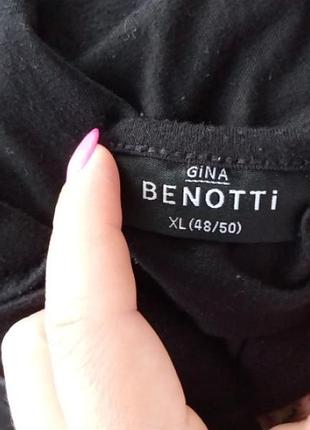 GiNA
BENOTTi
XL(48/50)